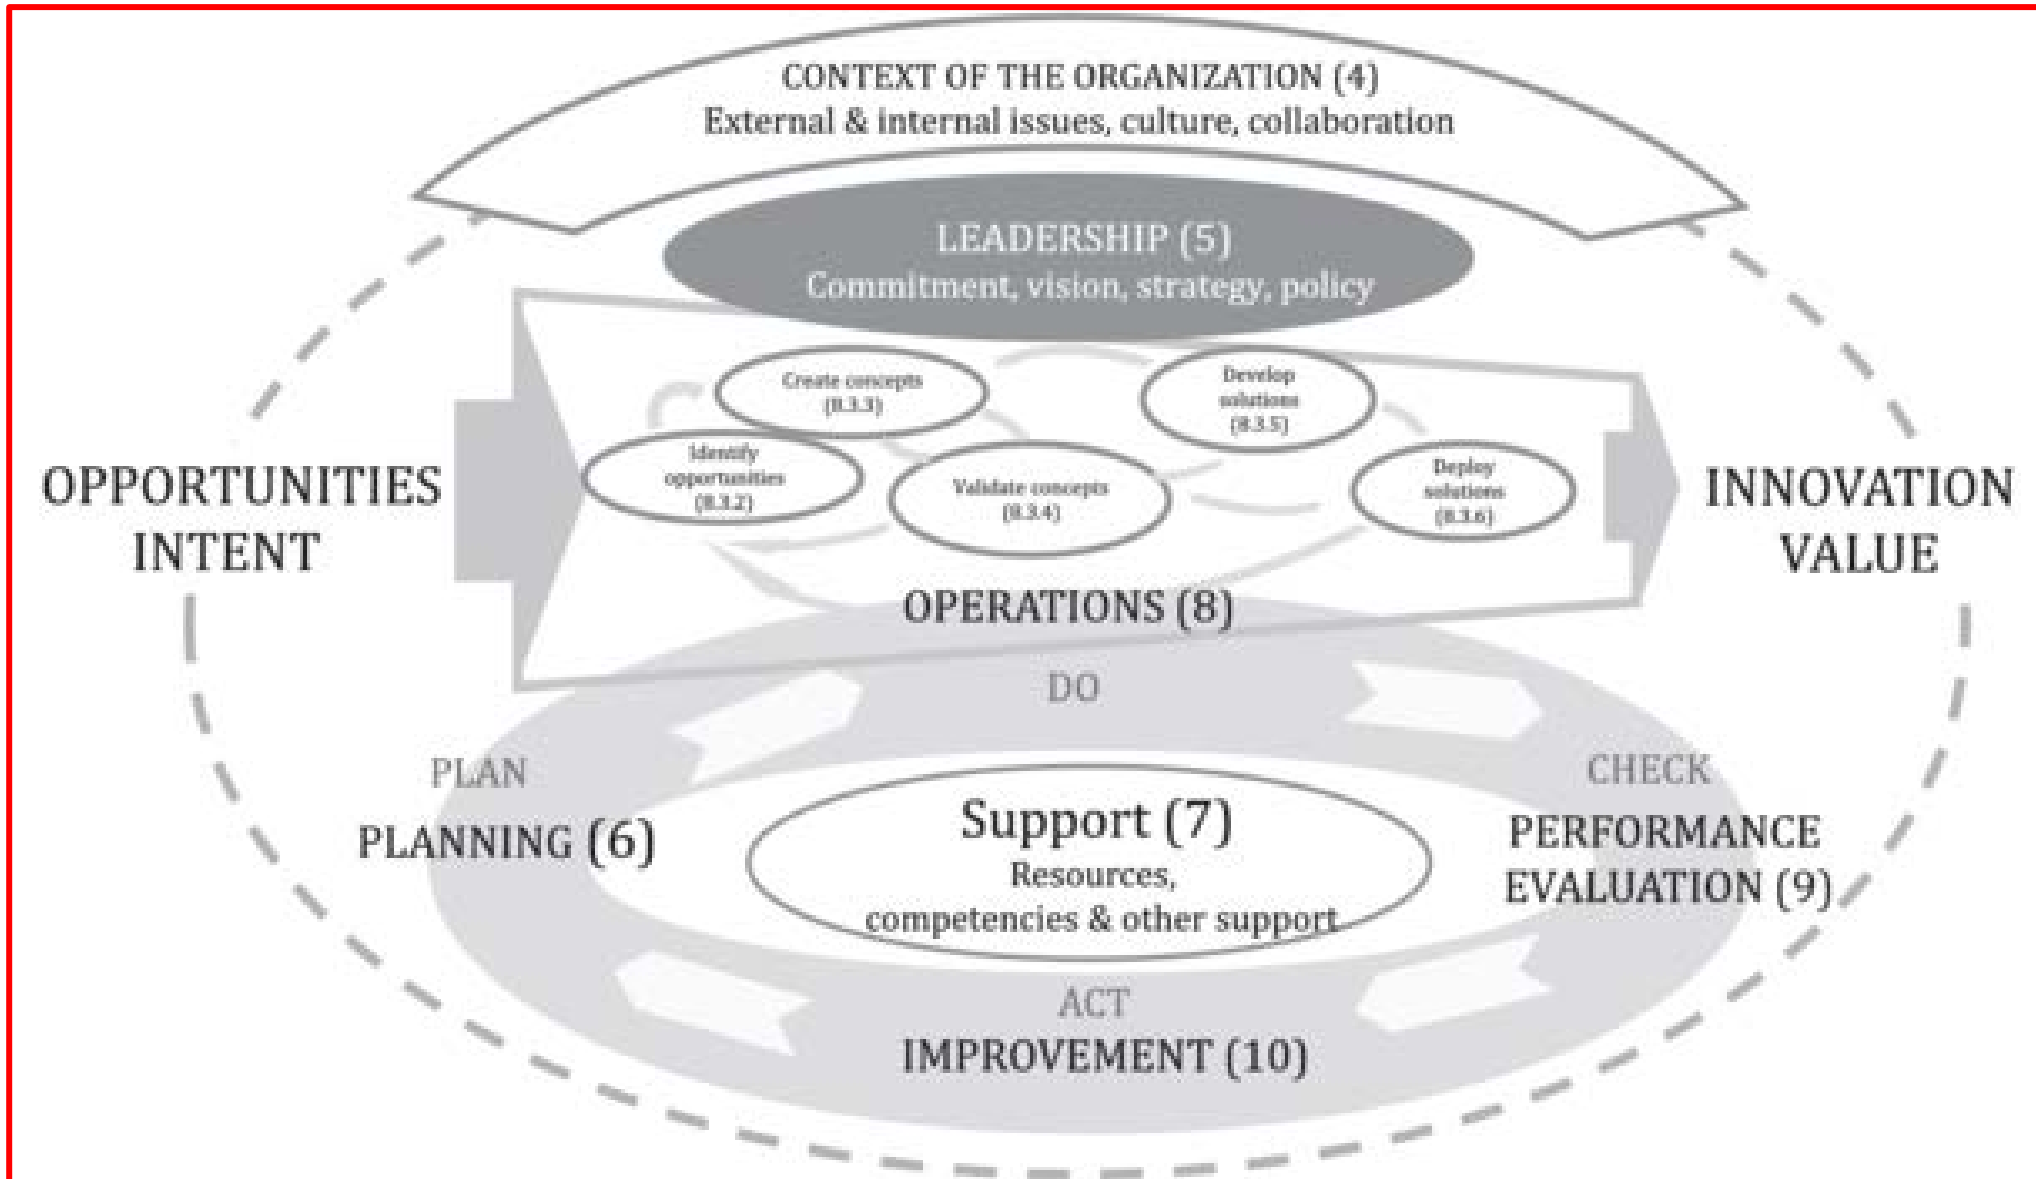 CONTEXT OF THE ORGANIZATION (4)
External & internal issues, culture, collaboration
LEADERSHIP (5)
Commitment, vision, strategy, policy
Create concepts
(8.3.3)
Develop
solutions
(8.3.5)
Identify
opportunities
(8.3.2)
Validate concepts
(8.3.4)
Deploy
solutions
(8.3.6)
OPPORTUNITIES
INTENT
INNOVATION
VALUE
OPERATIONS (8)
DO
PLAN
PLANNING (6)
CHECK
PERFORMANCE
EVALUATION (9)
Support (7)
Resources,
competencies & other support
ACT
IMPROVEMENT (10)